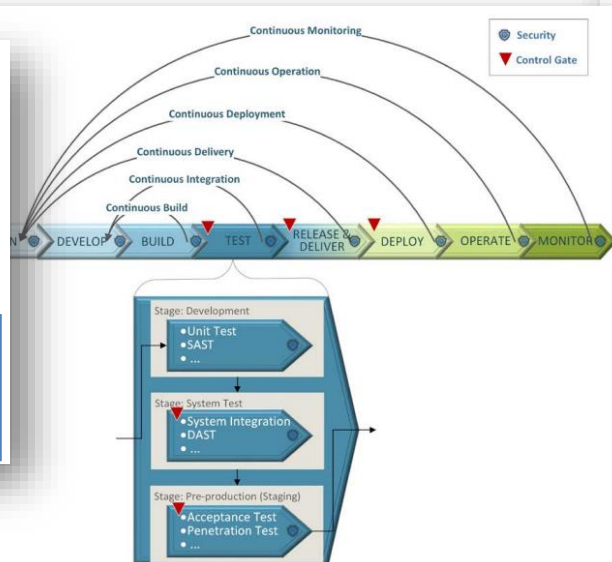 Continuous Monitoring
Security
Control Gate
Continuous Operation
Continuous Deployment
Continuous Delivery
Continuous Integration
Continuous Build
N
DEVELOP
BUILD
TEST
RELEASE &
DELIVER
DEPLOY
OPERATE
MONITOR
Stage: Development
•Unit Test
•SAST
• ...
Stage: System Test
•System Integration
•DAST
• ...
Stage: Pre-production (Staging)
•Acceptance Test
•Penetration Test
• ...